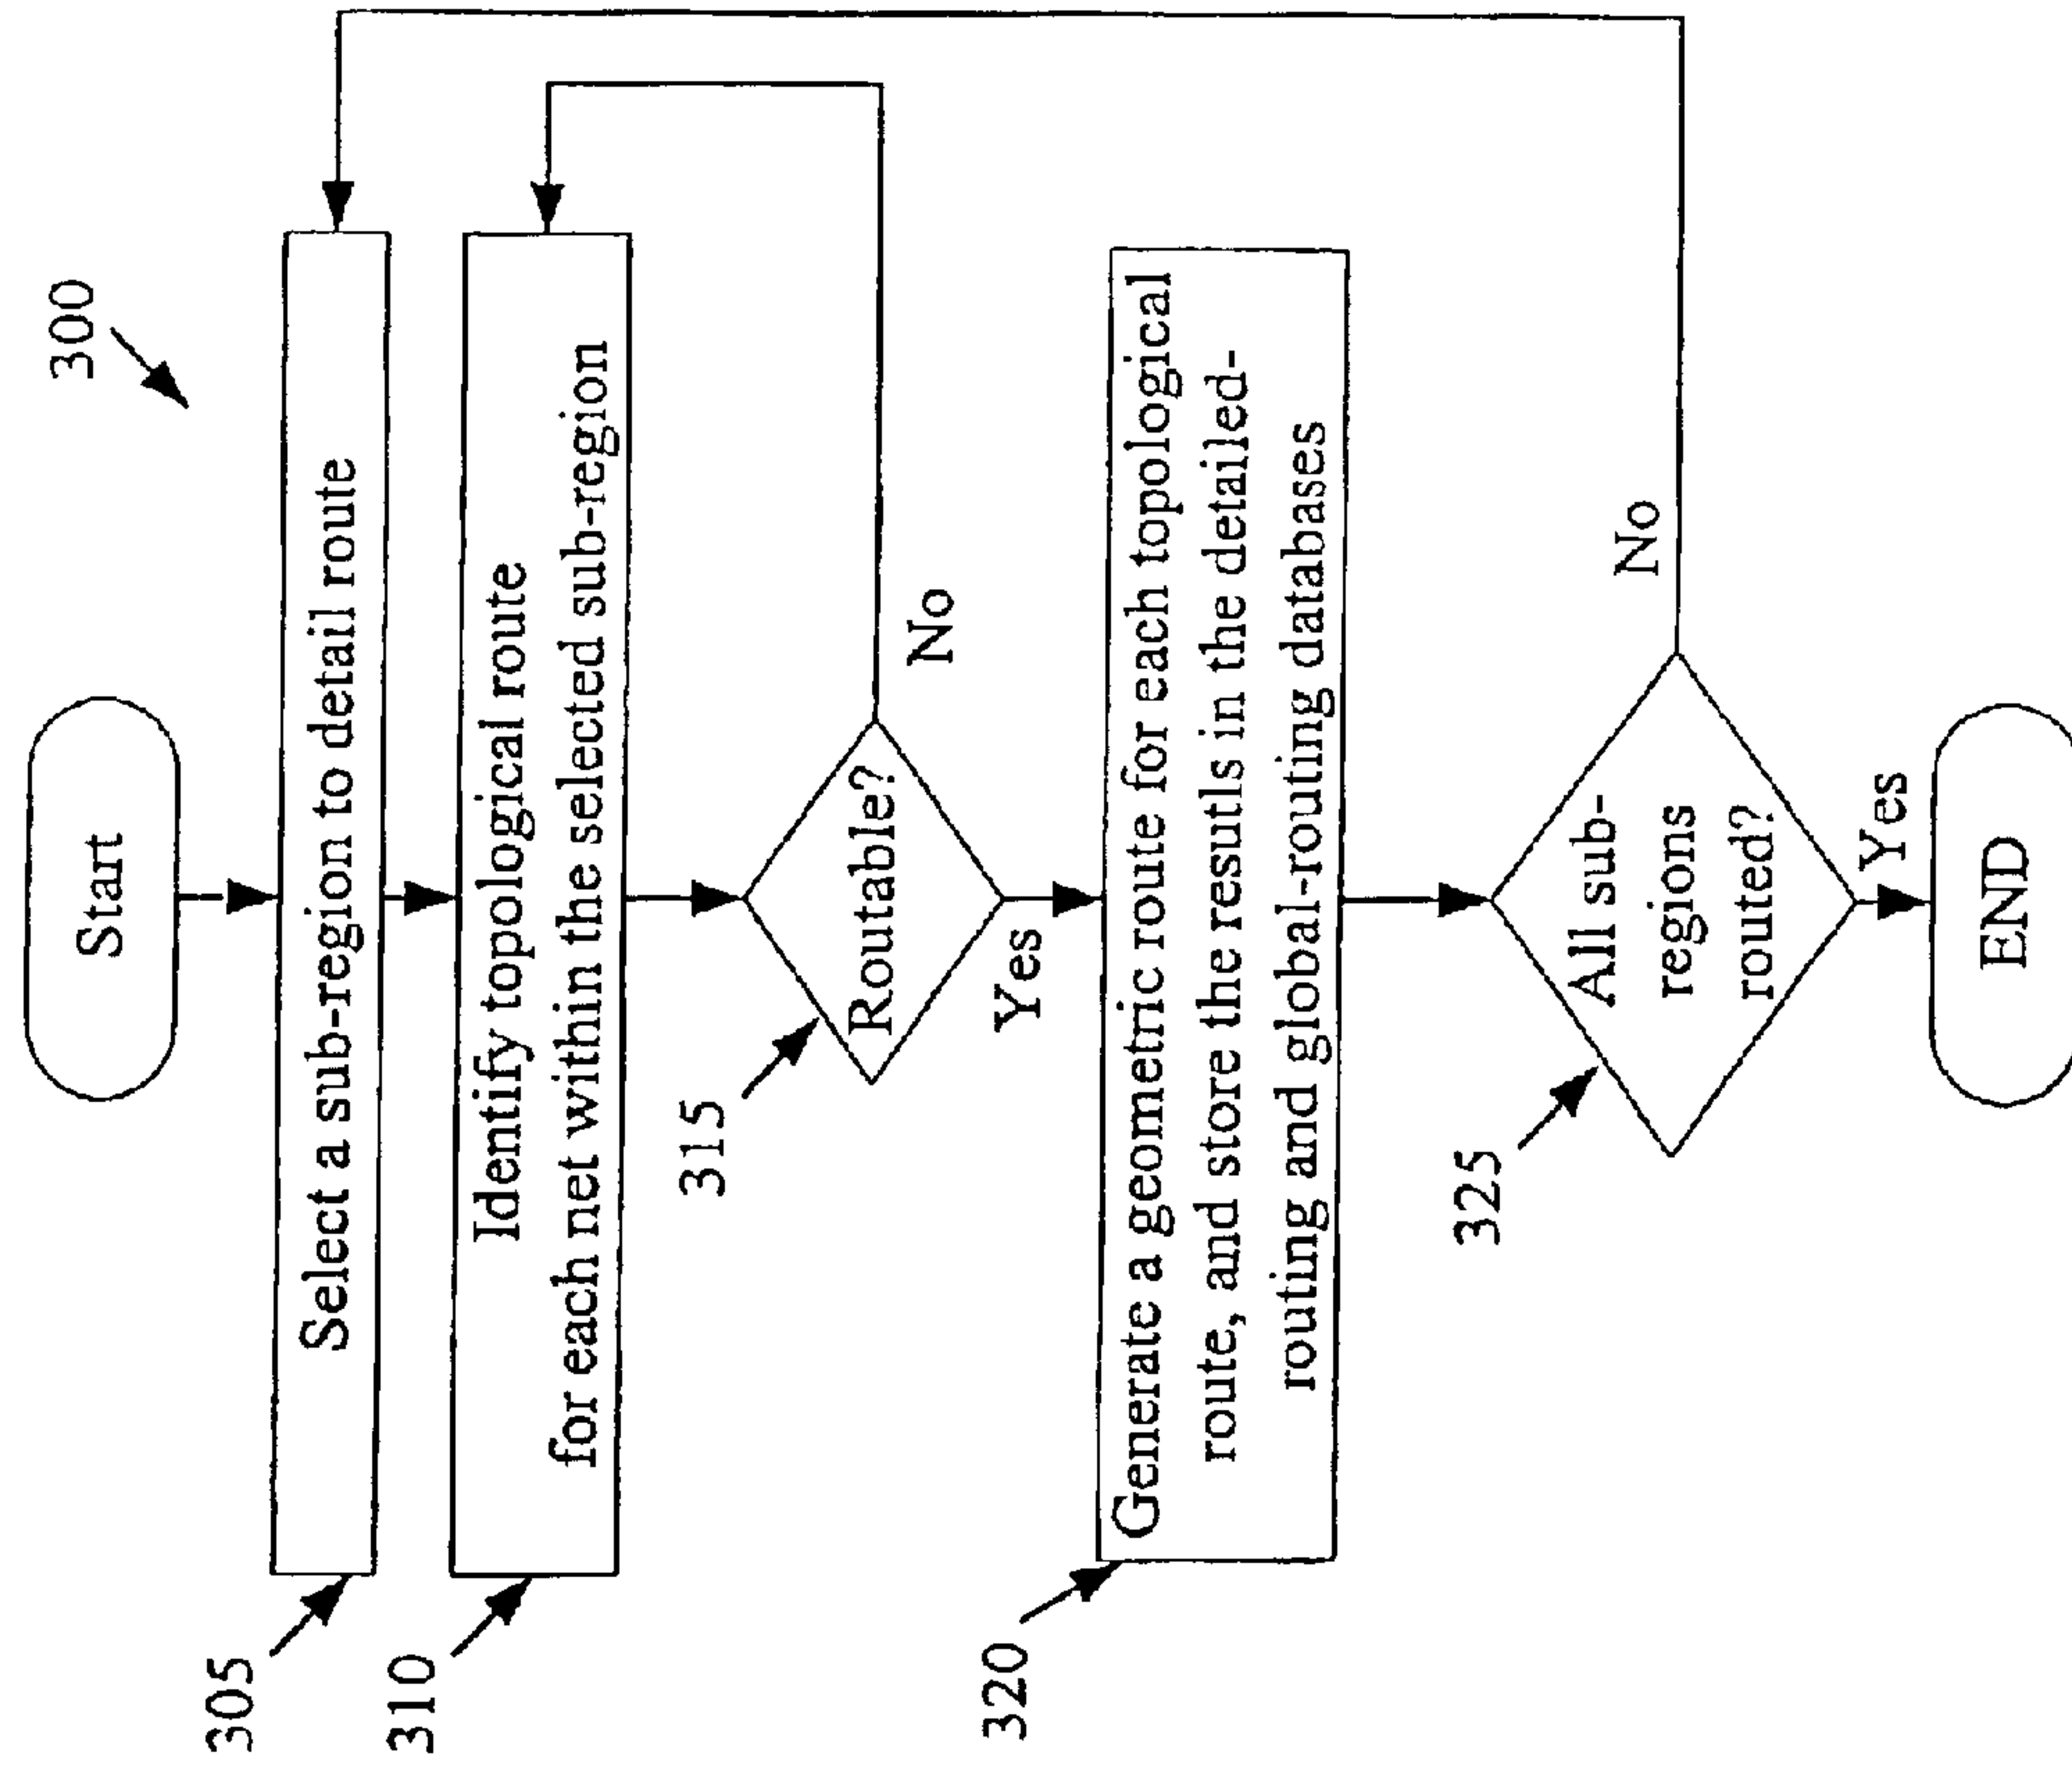 300
Start
305
Select a sub-region to detail route
310
Identify topological route
for each net within the selected sub-region
315
Routable?
No
Yes
320
Generate a geometric route for each topological
route, and store the resutls in the detailed-
routing and global-routing databases
325
All sub-
regions
routed?
No
Yes
END